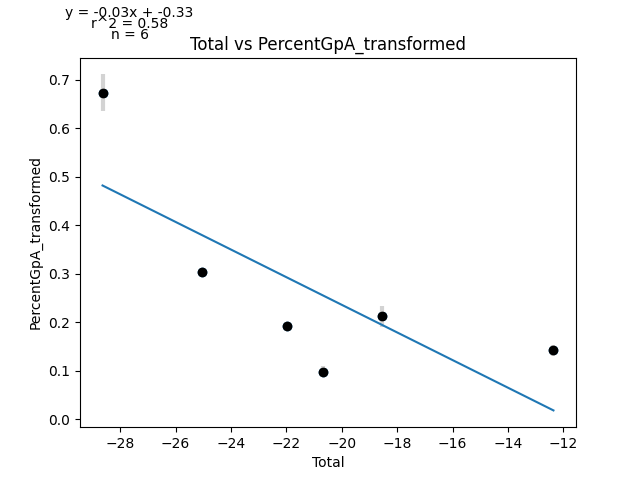 y = -0.03x + -0.33
r^2 = 0.58
n = 6
Total vs PercentGpA_transformed
PercentGpA_transformed
0.7
0.6
0.5
0.4
0.3
0.2
0.1
0.0
−28 −26 −24 −22 −20 −18 −16 −14 −12
Total